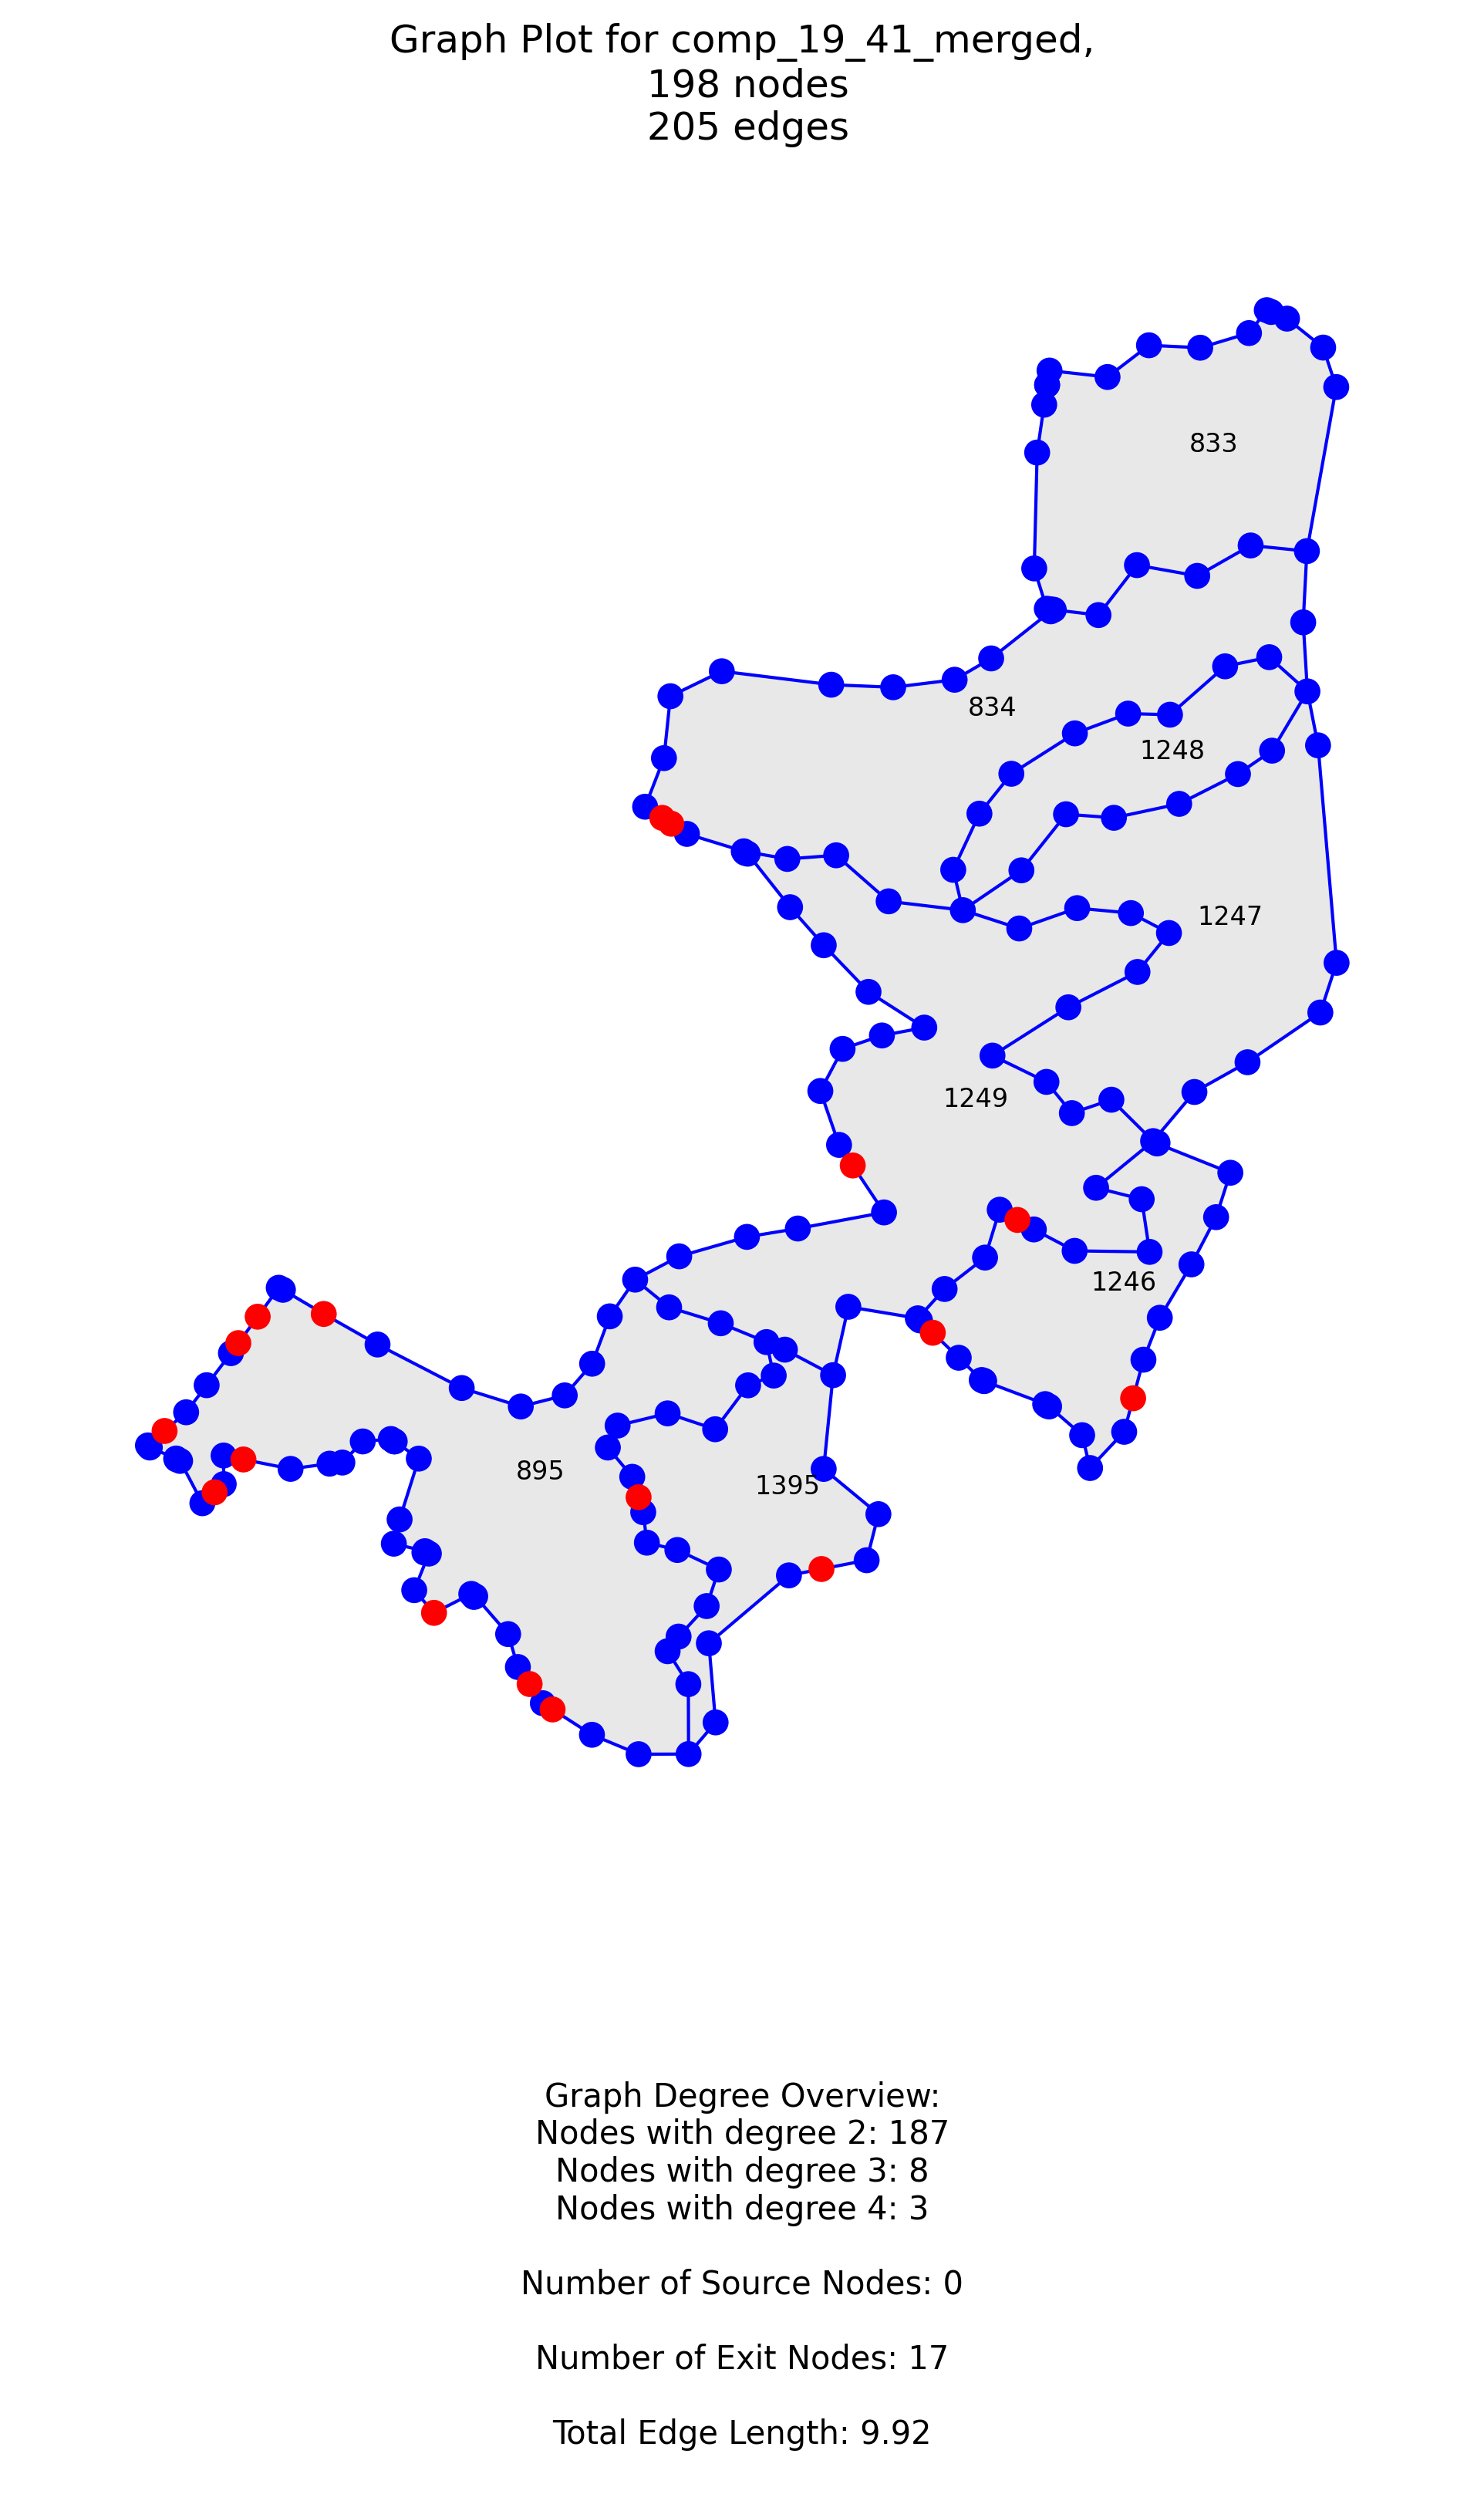 Graph Plot for comp_19_41_merged,
198 nodes
205 edges
833
834
1248
1247
1249
1246
895
1395
Graph Degree Overview:
Nodes with degree 2: 187
Nodes with degree 3: 8
Nodes with degree 4: 3
Number of Source Nodes: 0
Number of Exit Nodes: 17
Total Edge Length: 9.92